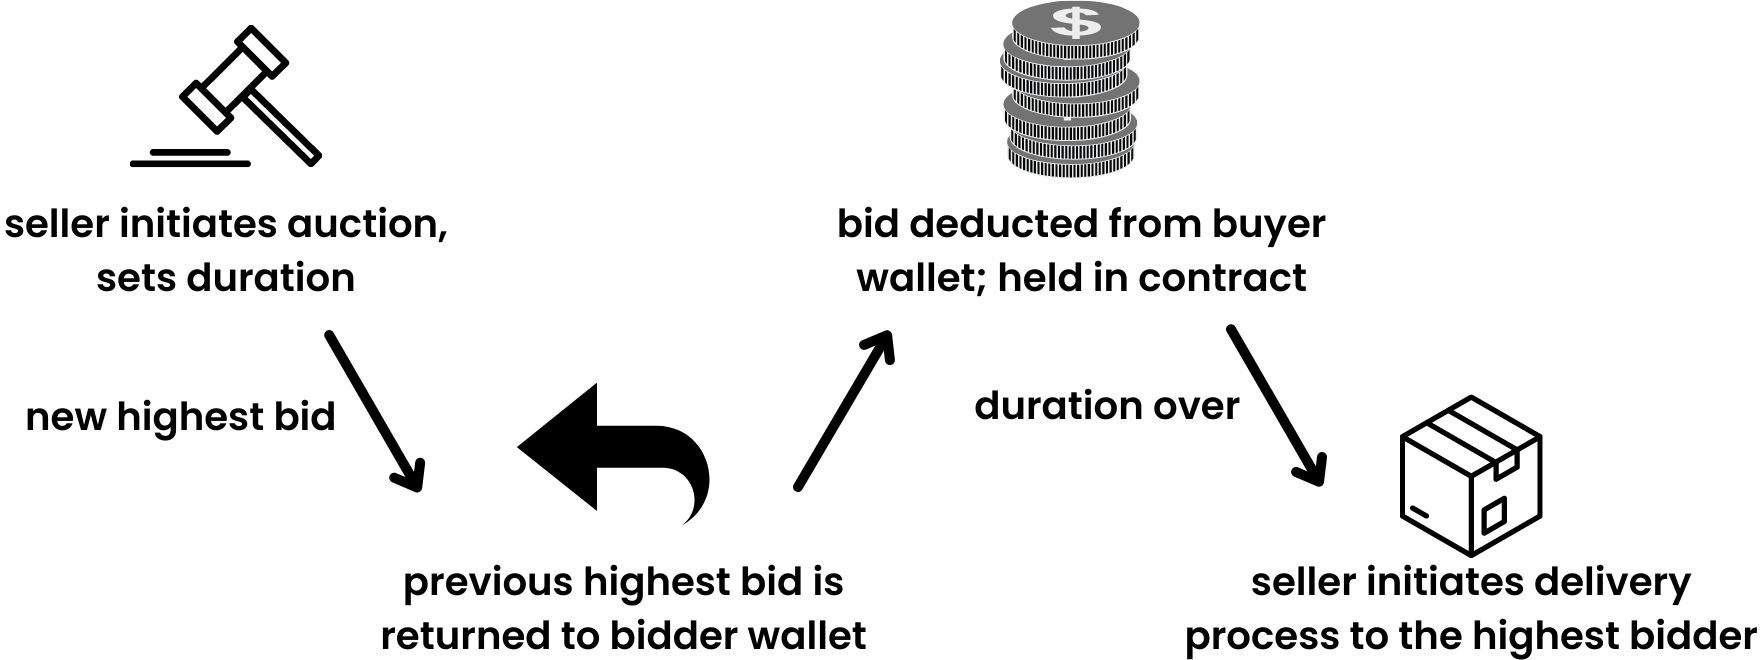 $
seller initiates auction,
sets duration
bid deducted from buyer
wallet; held in contract
new highest bid
duration over
previous highest bid is
returned to bidder wallet
seller initiates delivery
process to the highest bidder